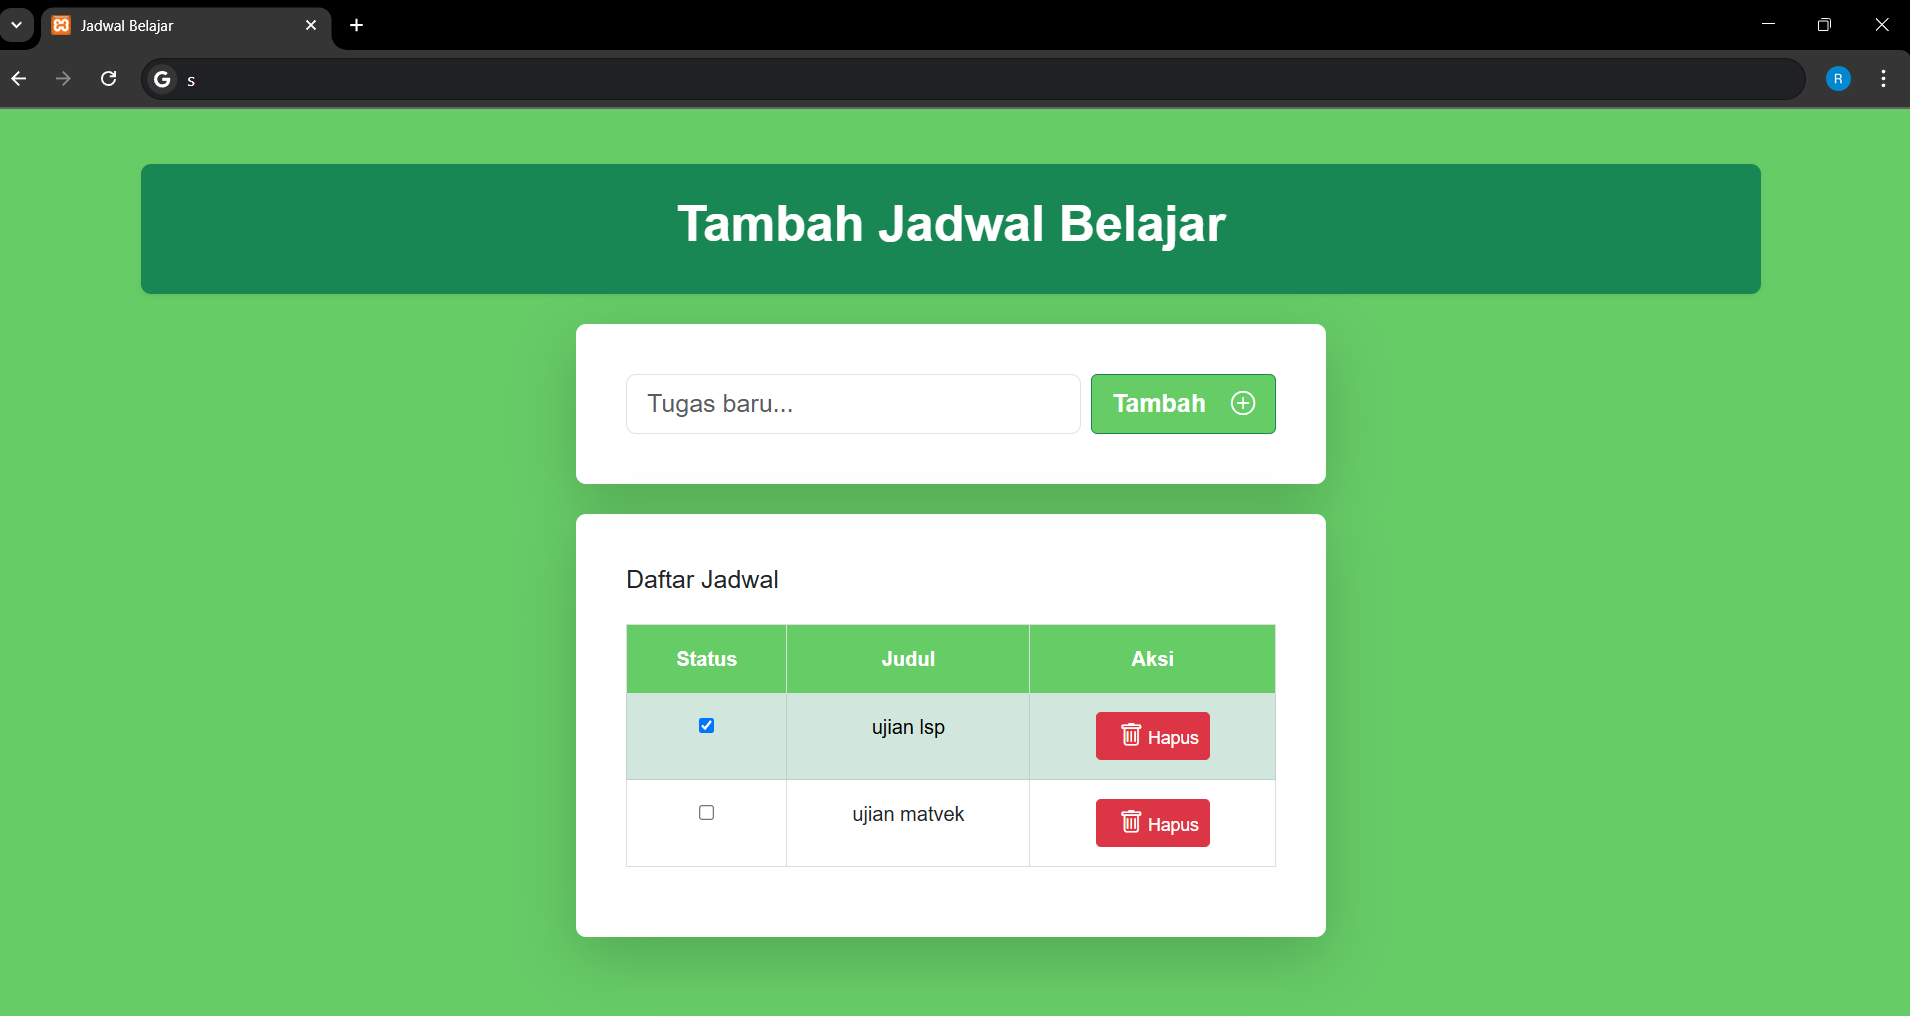 Jadwal Belajar
s
R
Tambah Jadwal Belajar
Tugas baru...
Tambah
Daftar Jadwal
Status Judul Aksi
ujian lsp Hapus
ujian matvek Hapus